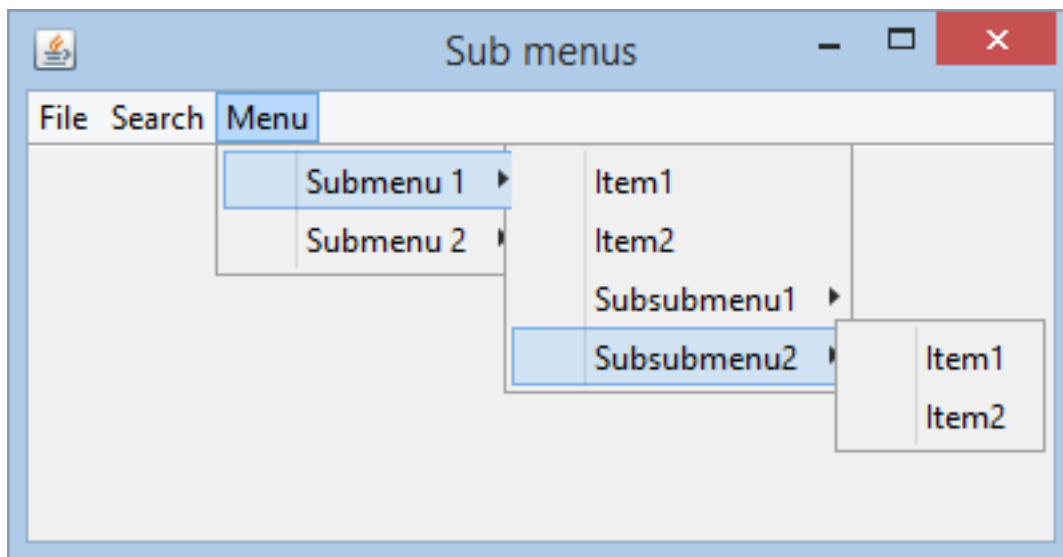 Sub menus
File Search Menu
Submenu 1 Item1
Submenu 2 Item2
Subsubmenu1
Subsubmenu2 Item1
Item2